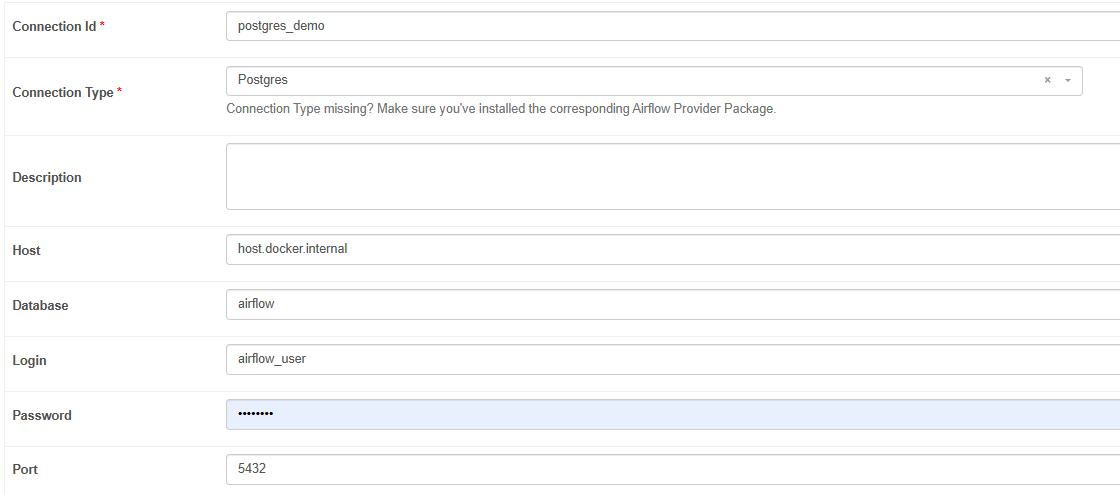 Connection Id *
postgres_demo
Connection Type *
Postgres
× 
Connection Type missing? Make sure you've installed the corresponding Airflow Provider Package.
Description
Host
host.docker.internal
Database
airflow
Login
airflow_user
Password
••••••••
Port
5432